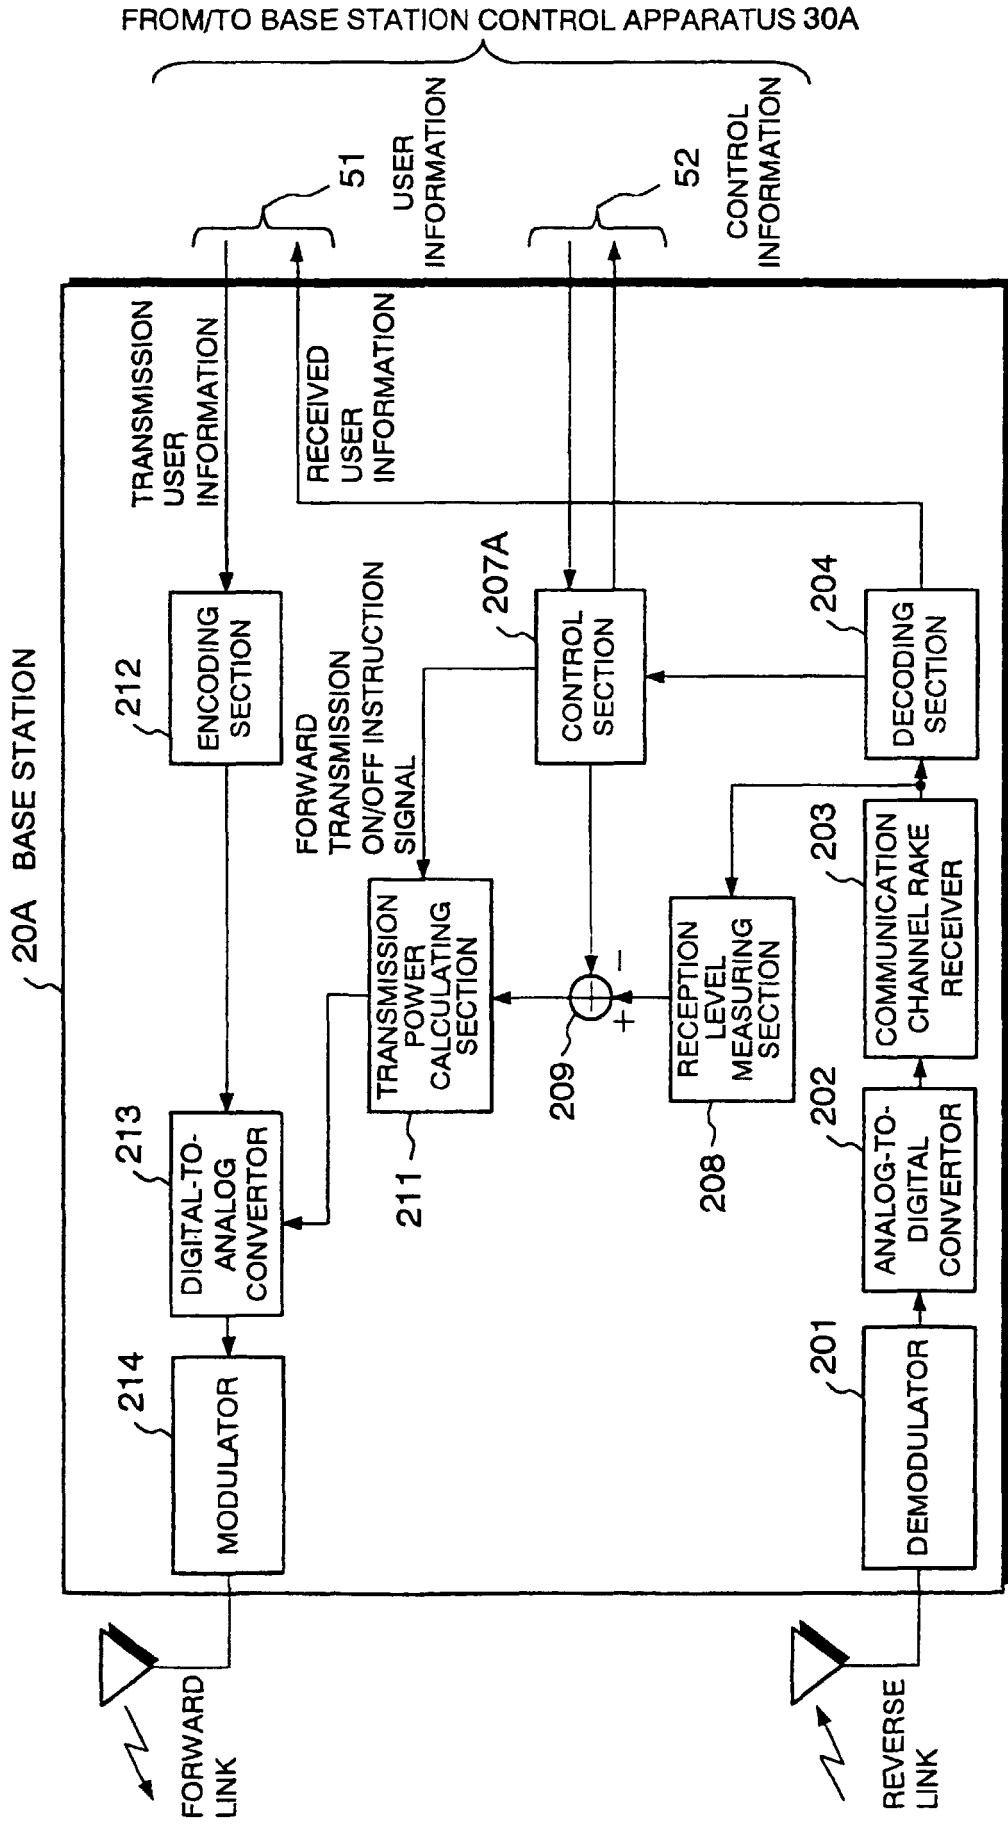 20A BASE STATION
FROM/TO BASE STATION CONTROL APPARATUS 30A
FORWARD
LINK
214
MODULATOR
213
DIGITAL-TO-
ANALOG
CONVERTOR
212
ENCODING
SECTION
TRANSMISSION
USER
INFORMATION
51
USER
INFORMATION
RECEIVED
USER
INFORMATION
FORWARD
TRANSMISSION
ON/OFF INSTRUCTION
SIGNAL
211
TRANSMISSION
POWER
CALCULATING
SECTION
209
+
−
207A
CONTROL
SECTION
52
CONTROL
INFORMATION
208
RECEPTION
LEVEL
MEASURING
SECTION
REVERSE
LINK
201
DEMODULATOR
202
ANALOG-TO-
DIGITAL
CONVERTOR
203
COMMUNICATION
CHANNEL RAKE
RECEIVER
204
DECODING
SECTION